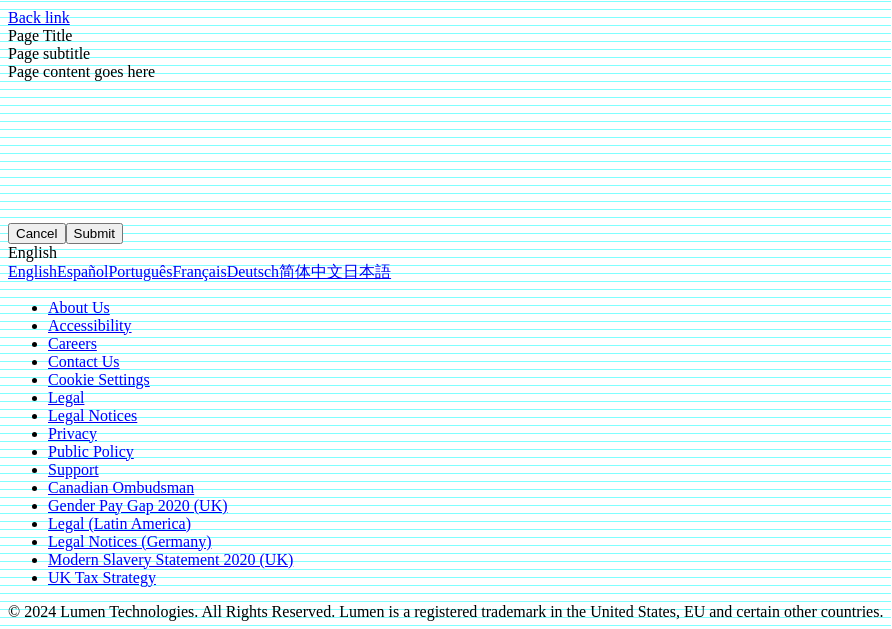 Back link
Page Title
Page subtitle
Page content goes here
Cancel Submit
English
EnglishEspañolPortuguêsFrançaisDeutsch简体中文日本語
About Us
Accessibility
Careers
Contact Us
Cookie Settings
Legal
Legal Notices
Privacy
Public Policy
Support
Canadian Ombudsman
Gender Pay Gap 2020 (UK)
Legal (Latin America)
Legal Notices (Germany)
Modern Slavery Statement 2020 (UK)
UK Tax Strategy
© 2024 Lumen Technologies. All Rights Reserved. Lumen is a registered trademark in the United States, EU and certain other countries.